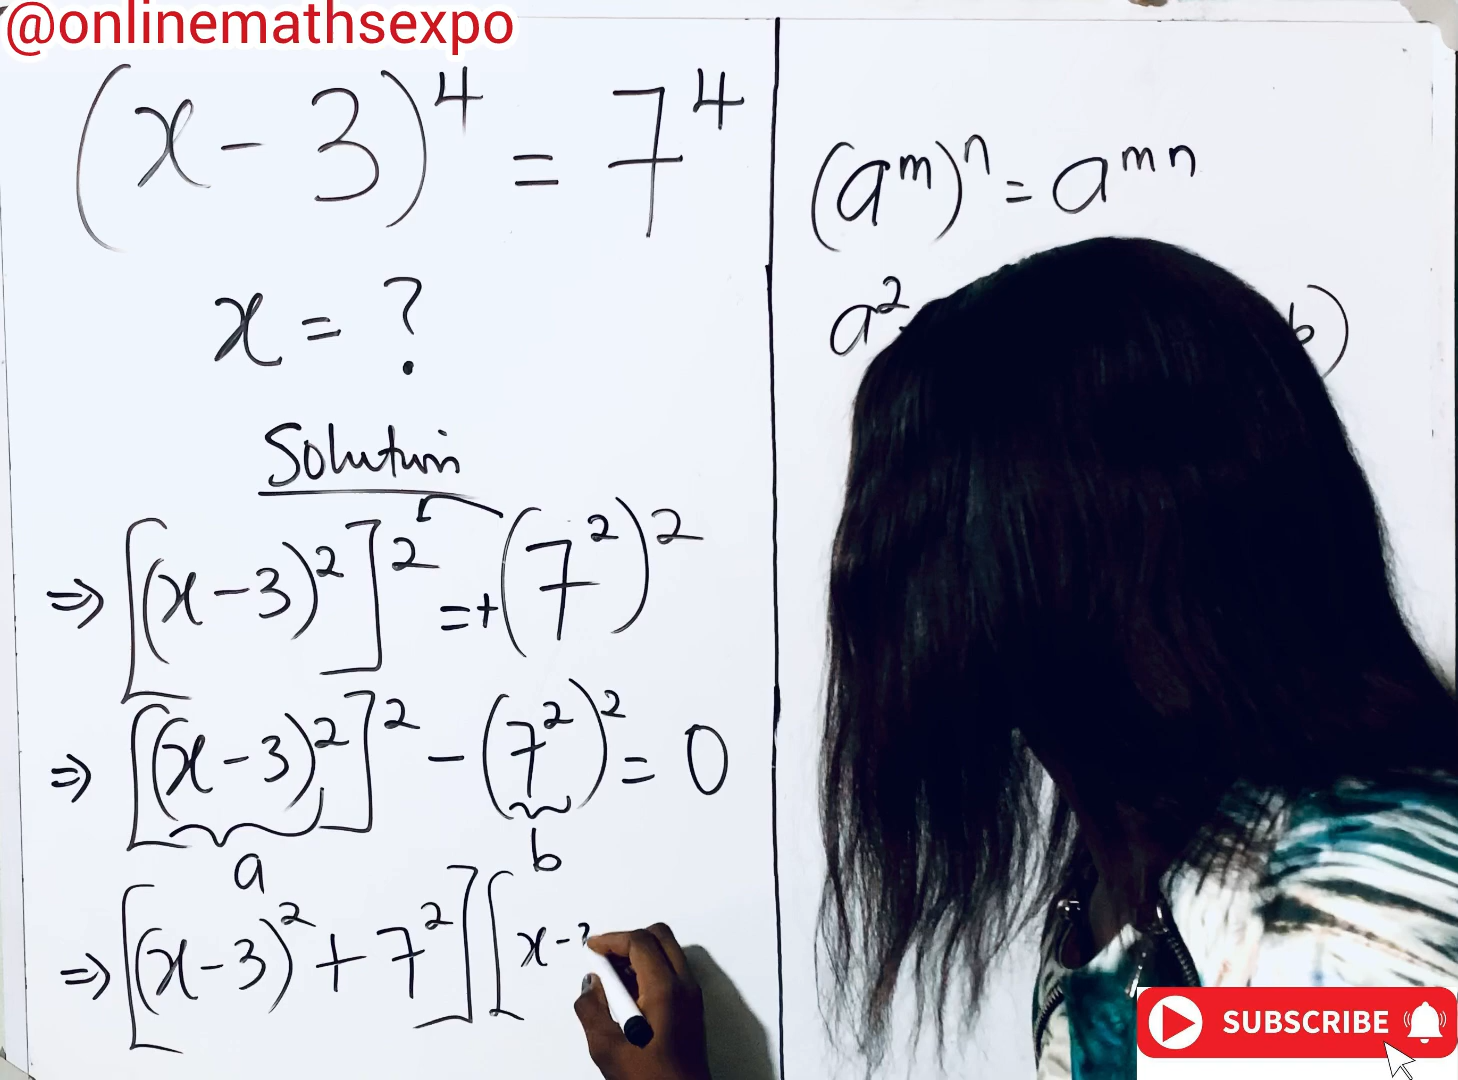 @onlinemathsexpo
(x - 3)⁴ = 7⁴
x = ?
Solution
⇒ [(x-3)²]² =+ (7²)²
⇒ [(x-3)²]² - (7²)² = 0
a b
⇒ [(x-3)² + 7²] [x-
(aᵐ)ⁿ = aᵐⁿ
a² b)
SUBSCRIBE